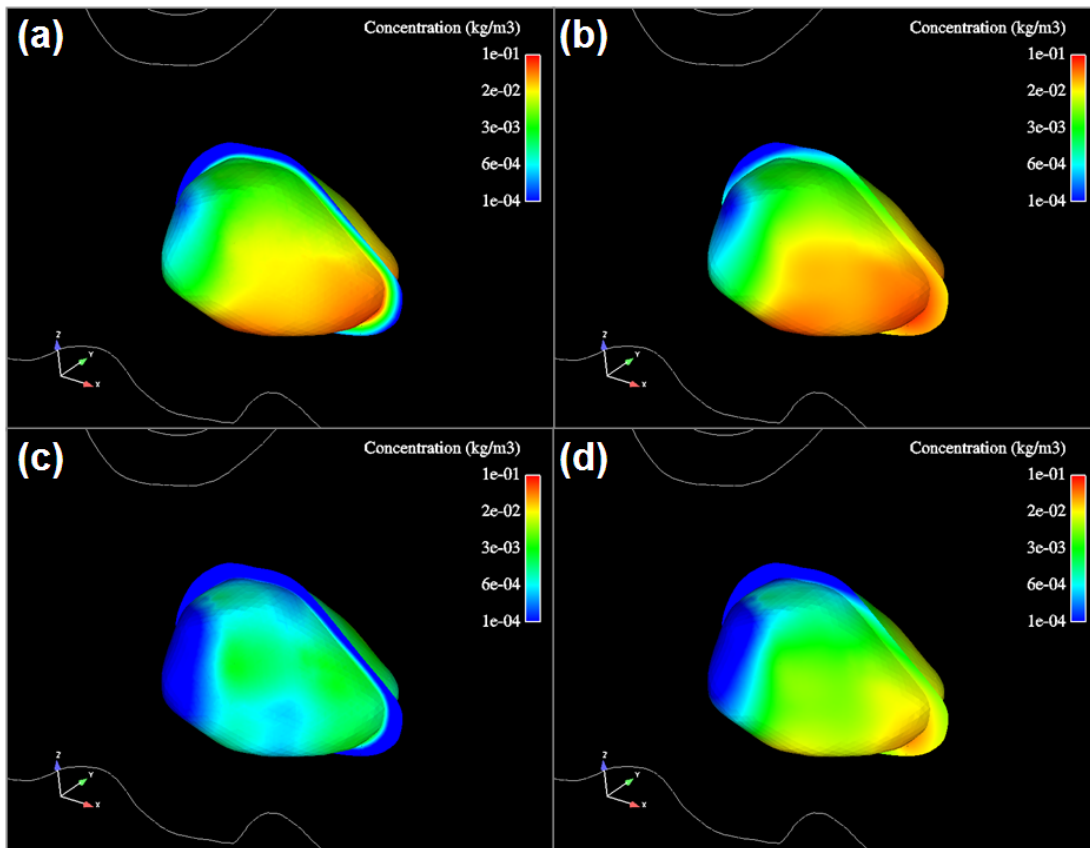 (a)
Concentration (kg/m3)
1e-01
2e-02
3e-03
6e-04
1e-04
Z
Y
X
(b)
Concentration (kg/m3)
1e-01
2e-02
3e-03
6e-04
1e-04
Z
Y
X
(c)
Concentration (kg/m3)
1e-01
2e-02
3e-03
6e-04
1e-04
Z
Y
X
(d)
Concentration (kg/m3)
1e-01
2e-02
3e-03
6e-04
1e-04
Z
Y
X